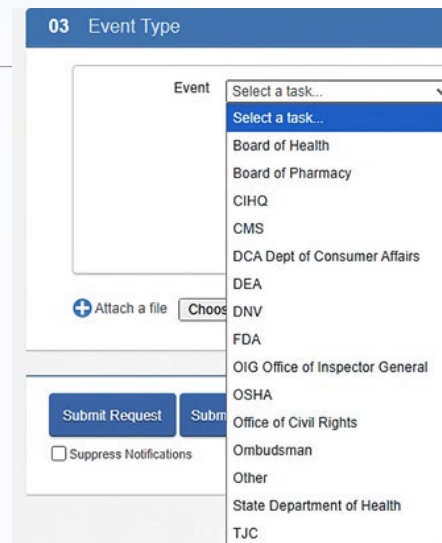 03 Event Type
Event Select a task...
Select a task...
Board of Health
Board of Pharmacy
CIHQ
CMS
DCA Dept of Consumer Affairs
DEA
Attach a file
DNV
FDA
OIG Office of Inspector General
OSHA
Submit Request
Office of Civil Rights
Suppress Notifications
Ombudsman
Other
State Department of Health
TJC